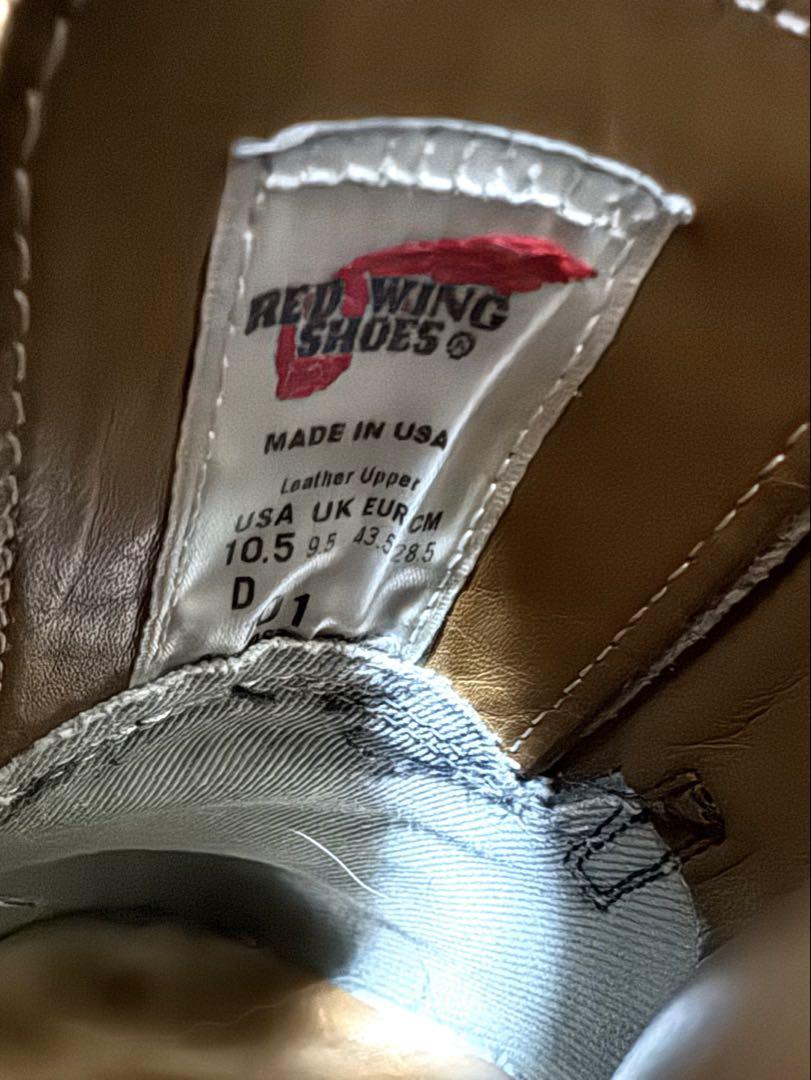 RED WING
SHOES®
MADE IN USA
Leather Upper
USA UK EUR CM
10.5 9.5 43.5 28.5
D